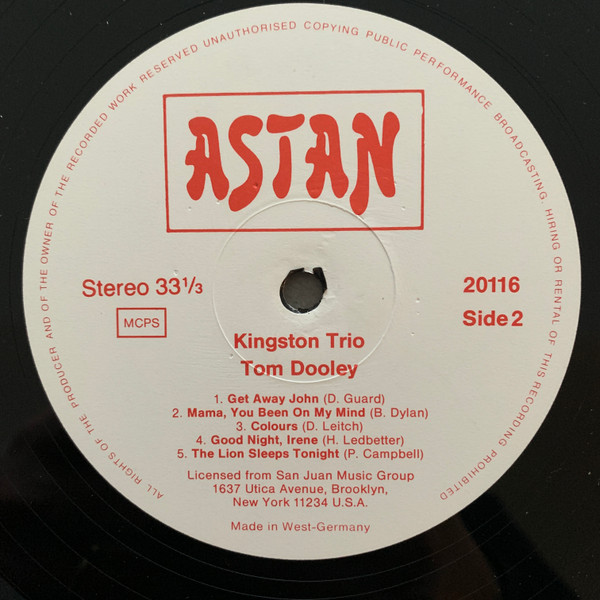 ALL RIGHTS OF THE PRODUCER AND OF THE OWNER OF THE RECORDED WORK RESERVED UNAUTHORISED COPYING PUBLIC PERFORMANCE BROADCASTING, HIRING OR RENTAL OF THIS RECORDING PROHIBITED
ASTAN
Stereo 33 1/3
MCPS
20116
Side 2
Kingston Trio
Tom Dooley
1. Get Away John (D. Guard)
2. Mama, You Been On My Mind (B. Dylan)
3. Colours (D. Leitch)
4. Good Night, Irene (H. Ledbetter)
5. The Lion Sleeps Tonight (P. Campbell)
Licensed from San Juan Music Group
1637 Utica Avenue, Brooklyn,
New York 11234 U.S.A.
Made in West-Germany